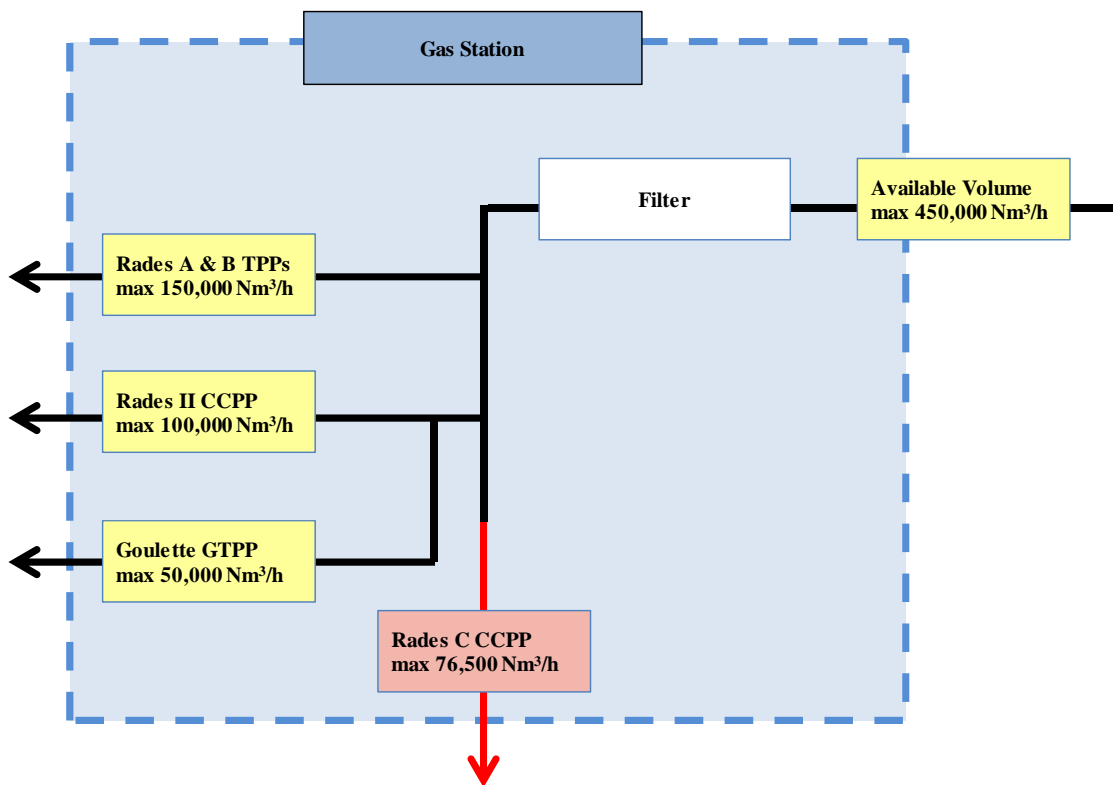 Gas Station
Filter
Available Volume
max 450,000 Nm³/h
Rades A & B TPPs
max 150,000 Nm³/h
Rades II CCPP
max 100,000 Nm³/h
Goulette GTPP
max 50,000 Nm³/h
Rades C CCPP
max 76,500 Nm³/h